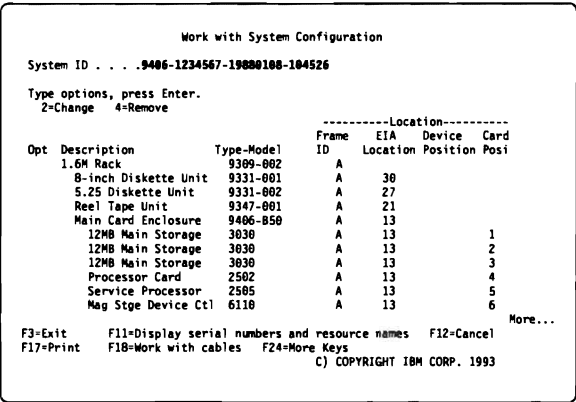 Work with System Configuration
System ID . . . .9406-1234567-19880108-104526
Type options, press Enter.
2=Change 4=Remove
----------Location----------
Frame EIA Device Card
Opt Description Type-Model ID Location Position Posi
1.6M Rack 9309-002 A
8-inch Diskette Unit 9331-001 A 30
5.25 Diskette Unit 9331-002 A 27
Reel Tape Unit 9347-001 A 21
Main Card Enclosure 9406-B50 A 13
12MB Main Storage 3030 A 13 1
12MB Main Storage 3030 A 13 2
12MB Main Storage 3030 A 13 3
Processor Card 2502 A 13 4
Service Processor 2505 A 13 5
Mag Stge Device Ctl 6110 A 13 6
More...
F3=Exit F11=Display serial numbers and resource names F12=Cancel
F17=Print F18=Work with cables F24=More Keys
C) COPYRIGHT IBM CORP. 1993